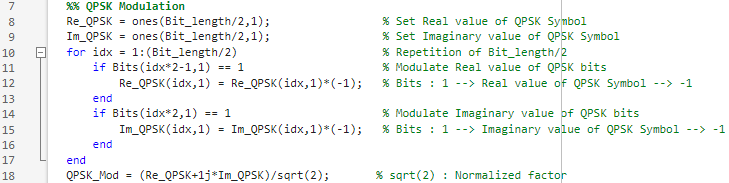 7 %% QPSK Modulation
8 Re_QPSK = ones(Bit_length/2,1); % Set Real value of QPSK Symbol
9 Im_QPSK = ones(Bit_length/2,1); % Set Imaginary value of QPSK Symbol
10 for idx = 1:(Bit_length/2) % Repetition of Bit_length/2
11 if Bits(idx*2-1,1) == 1 % Modulate Real value of QPSK bits
12 Re_QPSK(idx,1) = Re_QPSK(idx,1)*(-1); % Bits : 1 --> Real value of QPSK Symbol --> -1
13 end
14 if Bits(idx*2,1) == 1 % Modulate Imaginary value of QPSK bits
15 Im_QPSK(idx,1) = Im_QPSK(idx,1)*(-1); % Bits : 1 --> Imaginary value of QPSK Symbol --> -1
16 end
17 end
18 QPSK_Mod = (Re_QPSK+1j*Im_QPSK)/sqrt(2); % sqrt(2) : Normalized factor